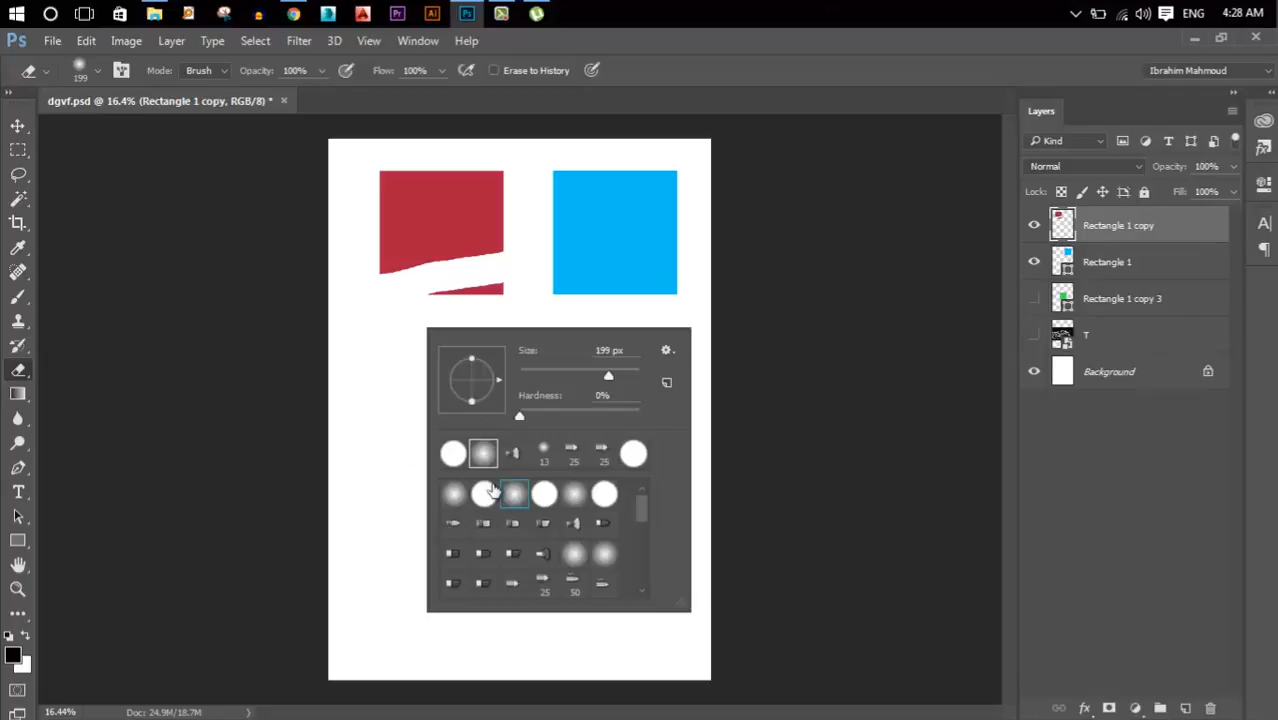 Pr Ai Ps
ENG 4:28 AM
Ps File Edit Image Layer Type Select Filter 3D View Window Help
199 Mode: Brush Opacity: 100% Flow: 100% Erase to History Ibrahim Mahmoud
dgvf.psd @ 16.4% (Rectangle 1 copy, RGB/8) *
Layers
Kind
Normal Opacity: 100%
Lock: Fill: 100%
Rectangle 1 copy
Rectangle 1
Rectangle 1 copy 3
T
Background
Size: 199 px
Hardness: 0%
13 25 25
25 50
16.44% Doc: 24.9M/18.7M